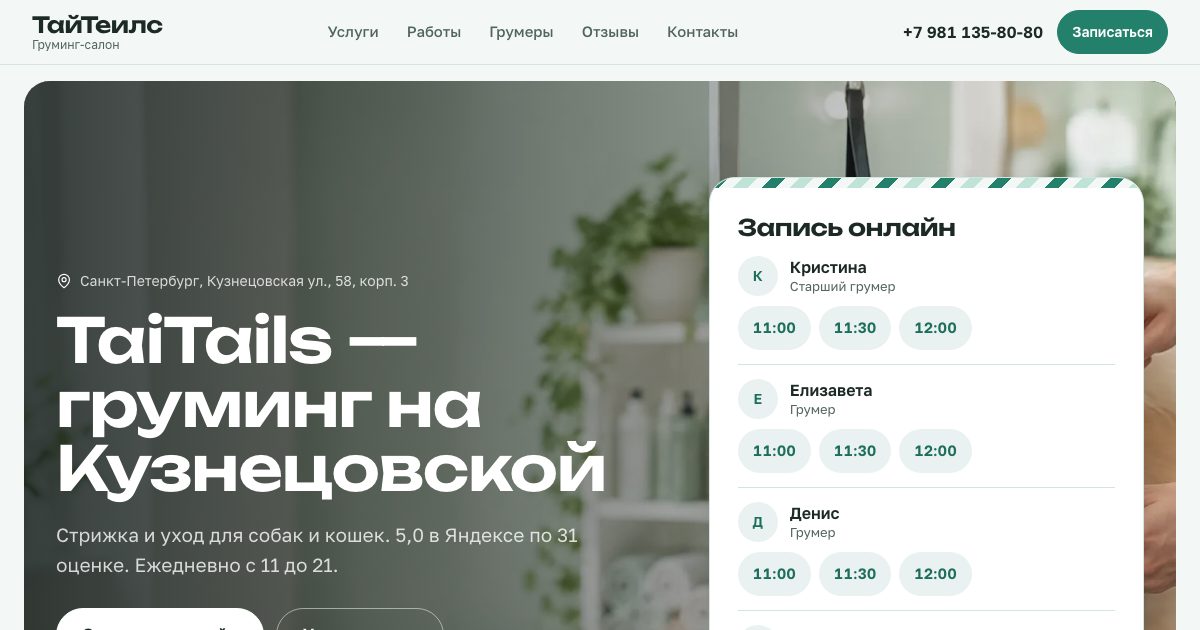 ТайТеилс
Груминг-салон
Услуги
Работы
Грумеры
Отзывы
Контакты
+7 981 135-80-80
Записаться
Санкт-Петербург, Кузнецовская ул., 58, корп. 3
TaiTails —
груминг на
Кузнецовской
Стрижка и уход для собак и кошек. 5,0 в Яндексе по 31
оценке. Ежедневно с 11 до 21.
Запись онлайн
К
Кристина
Старший грумер
11:00 11:30 12:00
Е
Елизавета
Грумер
11:00 11:30 12:00
Д
Денис
Грумер
11:00 11:30 12:00